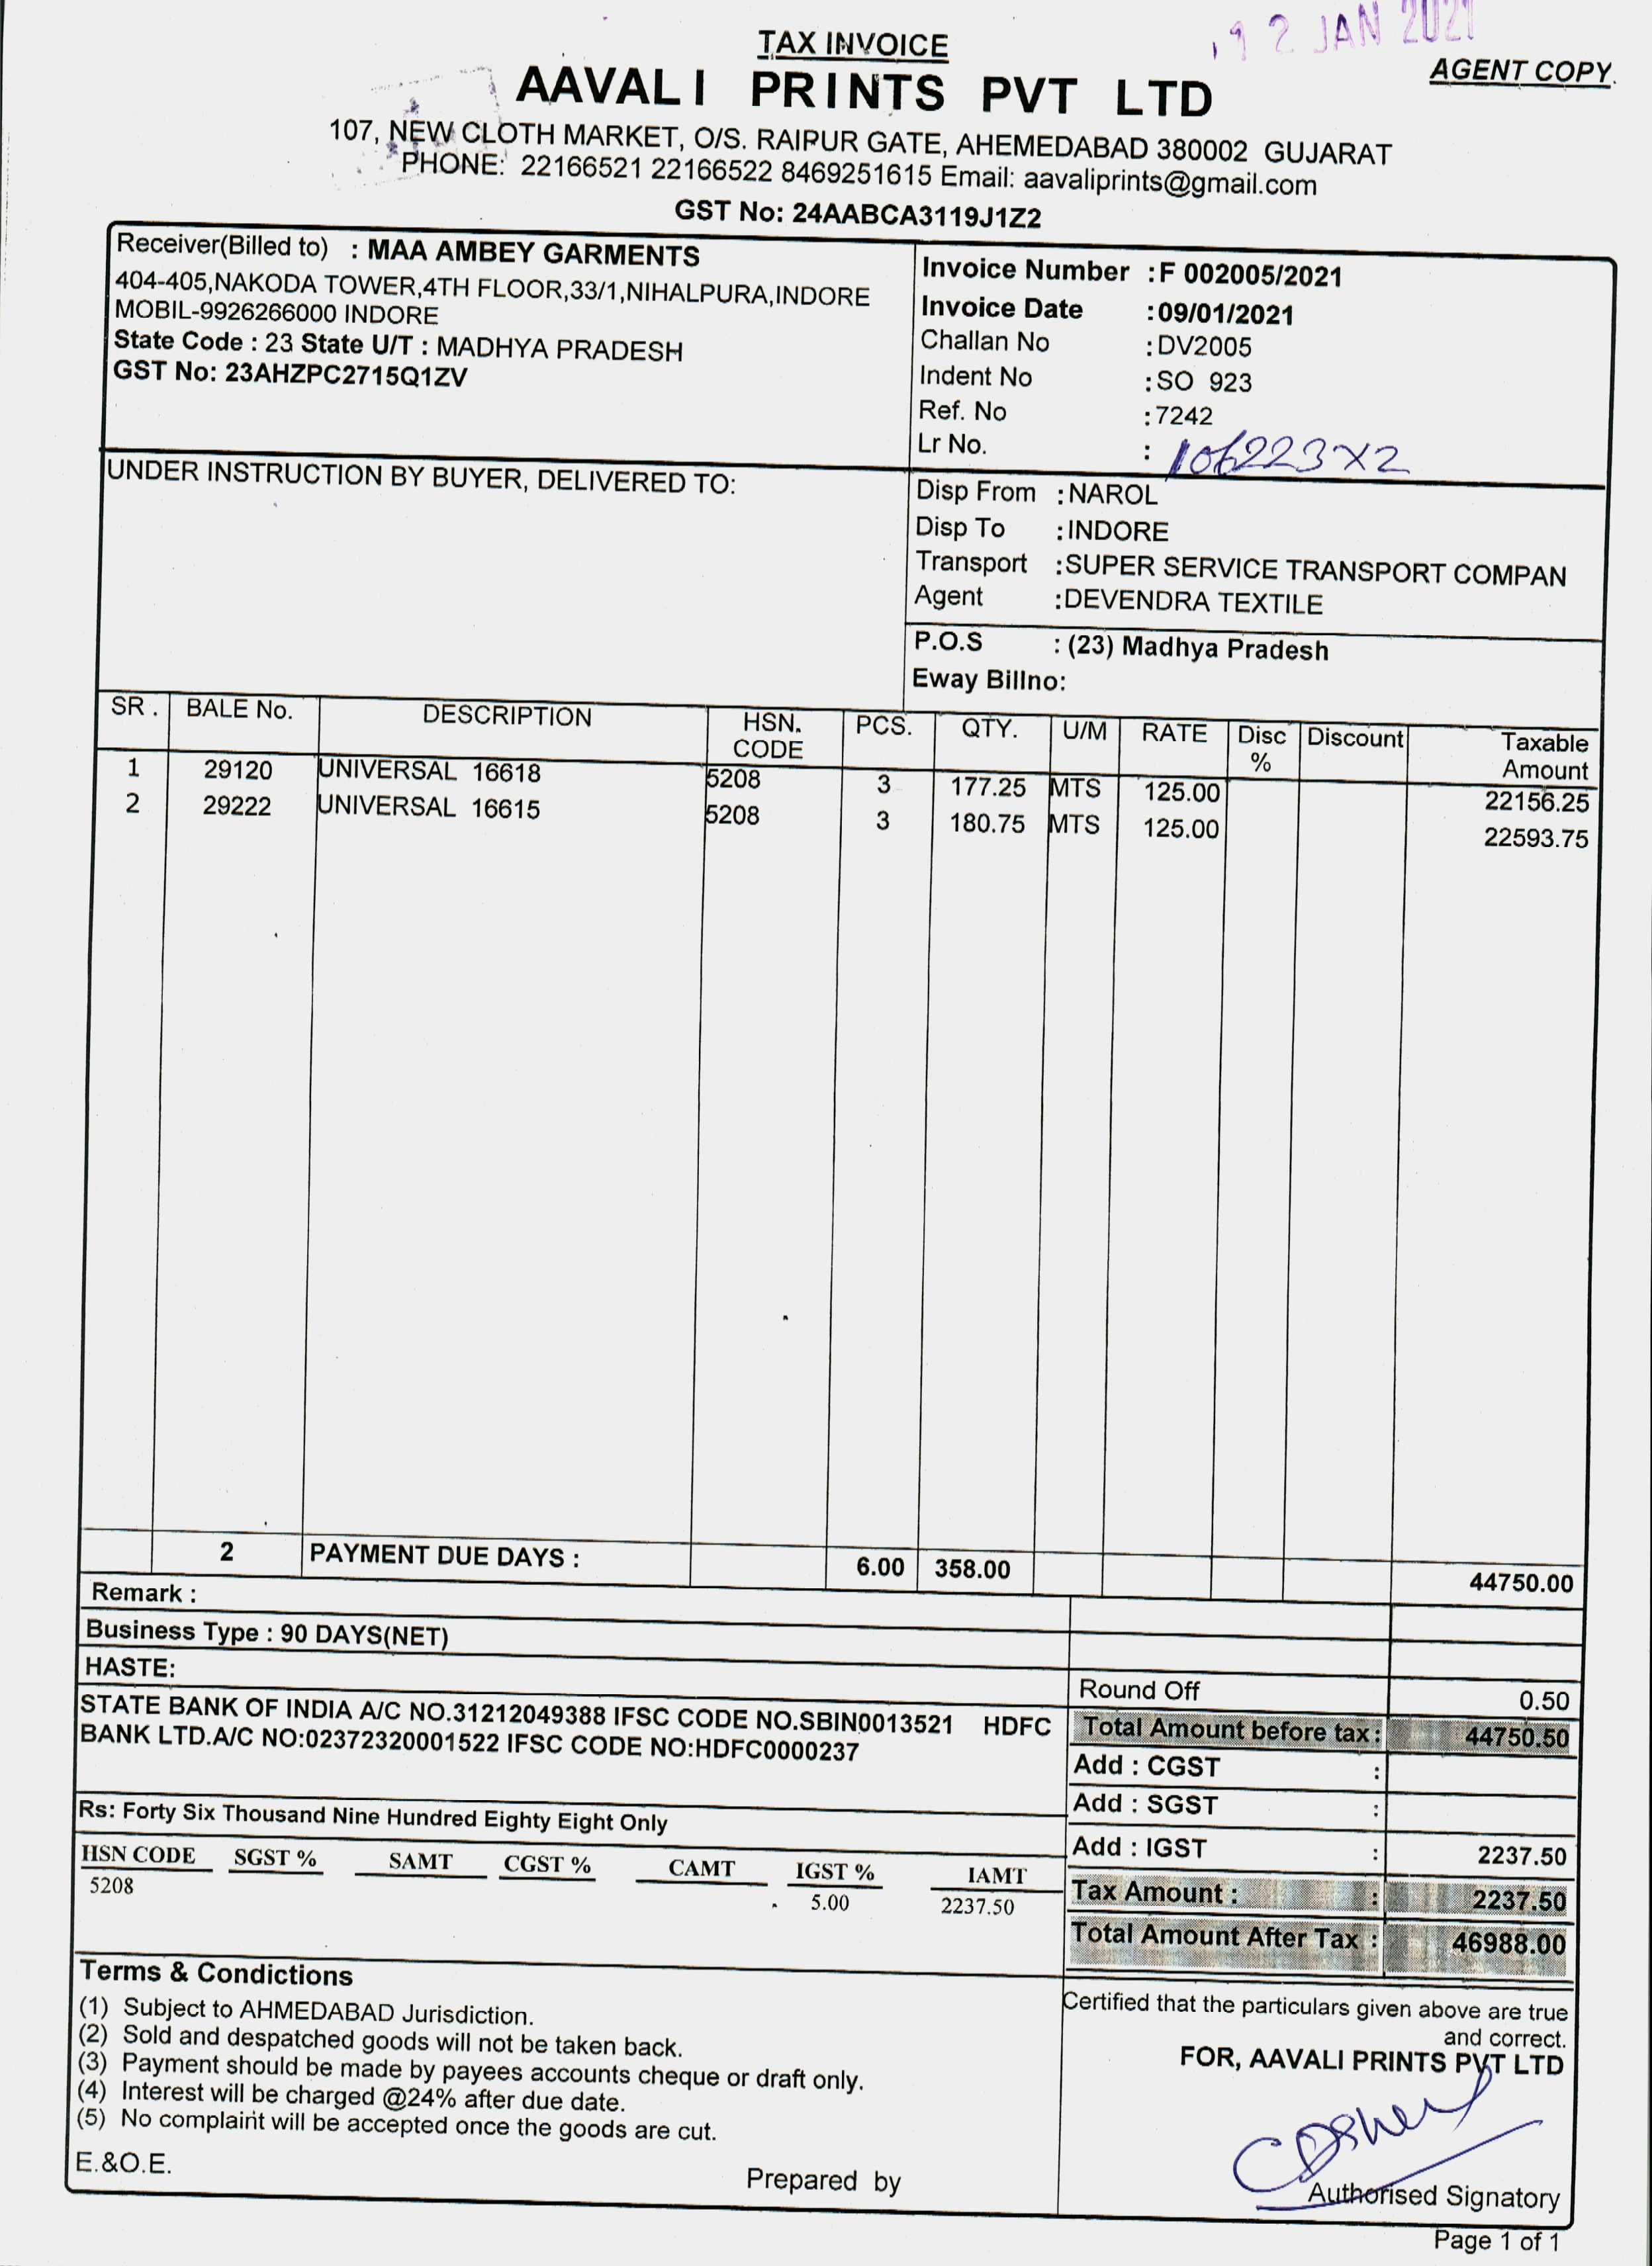 12 JAN 2021
TAX INVOICE
AGENT COPY.
AAVALI PRINTS PVT LTD
107, NEW CLOTH MARKET, O/S. RAIPUR GATE, AHEMEDABAD 380002 GUJARAT
PHONE: 22166521 22166522 8469251615 Email: aavaliprints@gmail.com
GST No: 24AABCA3119J1Z2
Receiver(Billed to) : MAA AMBEY GARMENTS
404-405,NAKODA TOWER,4TH FLOOR,33/1,NIHALPURA,INDORE
MOBIL-9926266000 INDORE
State Code : 23 State U/T : MADHYA PRADESH
GST No: 23AHZPC2715Q1ZV
Invoice Number : F 002005/2021
Invoice Date : 09/01/2021
Challan No : DV2005
Indent No : SO 923
Ref. No : 7242
Lr No. : 106223X2
UNDER INSTRUCTION BY BUYER, DELIVERED TO:
Disp From : NAROL
Disp To : INDORE
Transport : SUPER SERVICE TRANSPORT COMPAN
Agent : DEVENDRA TEXTILE
P.O.S : (23) Madhya Pradesh
Eway Billno:
SR. BALE No. DESCRIPTION HSN. CODE PCS. QTY. U/M RATE Disc % Discount Taxable Amount
1 29120 UNIVERSAL 16618 5208 3 177.25 MTS 125.00 22156.25
2 29222 UNIVERSAL 16615 5208 3 180.75 MTS 125.00 22593.75
2 PAYMENT DUE DAYS : 6.00 358.00 44750.00
Remark :
Business Type : 90 DAYS(NET)
HASTE:
Round Off 0.50
STATE BANK OF INDIA A/C NO.31212049388 IFSC CODE NO.SBIN0013521 HDFC
BANK LTD.A/C NO:02372320001522 IFSC CODE NO:HDFC0000237
Total Amount before tax : 44750.50
Add : CGST :
Add : SGST :
Rs: Forty Six Thousand Nine Hundred Eighty Eight Only
Add : IGST : 2237.50
HSN CODE SGST % SAMT CGST % CAMT IGST % IAMT
5208 5.00 2237.50
Tax Amount : : 2237.50
Total Amount After Tax : 46988.00
Terms & Condictions
(1) Subject to AHMEDABAD Jurisdiction.
(2) Sold and despatched goods will not be taken back.
(3) Payment should be made by payees accounts cheque or draft only.
(4) Interest will be charged @24% after due date.
(5) No complaint will be accepted once the goods are cut.
E.&O.E.
Prepared by
Certified that the particulars given above are true
and correct.
FOR, AAVALI PRINTS PVT LTD
Authorised Signatory
Page 1 of 1